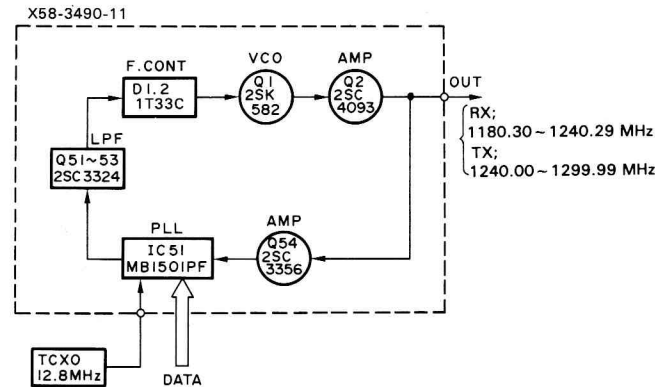 X58-3490-11
F.CONT
D1.2
1T33C
VCO
Q1
2SK
582
AMP
Q2
2SC
4093
OUT
RX;
1180.30~1240.29 MHz
TX;
1240.00~1299.99 MHz
LPF
Q51~53
2SC3324
PLL
IC51
MB1501PF
AMP
Q54
2SC
3356
TCXO
12.8MHz
DATA